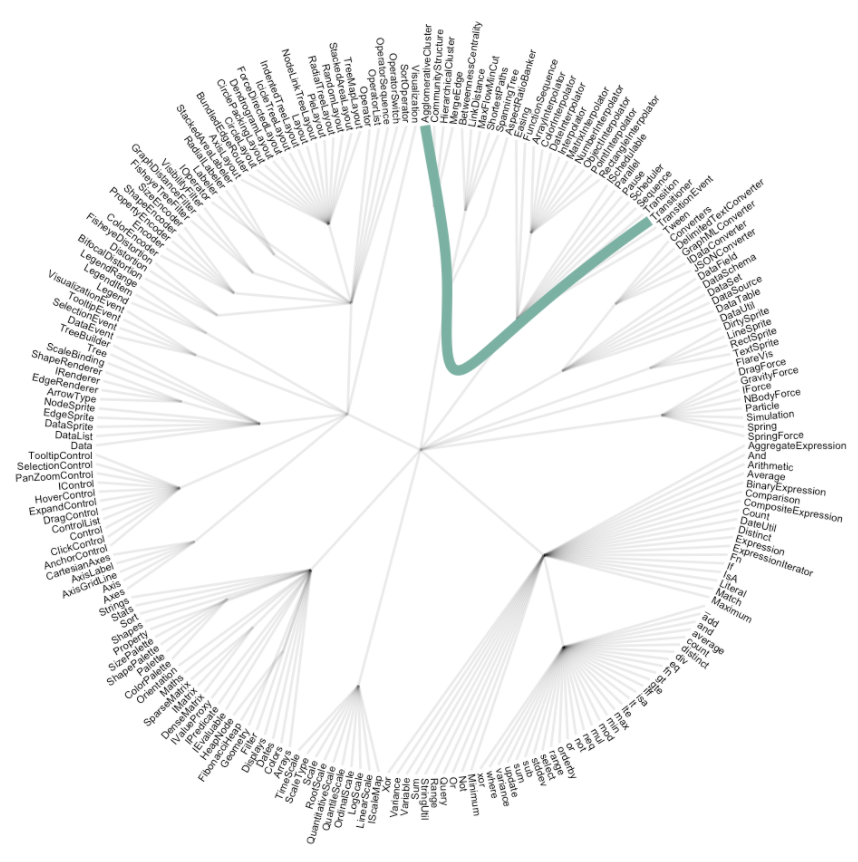 AgglomerativeCluster
CommunityStructure
HierarchicalCluster
MergeEdge
BetweennessCentrality
LinkDistance
MaxFlowMinCut
ShortestPaths
SpanningTree
AspectRatioBanker
Easing
FunctionSequence
ArrayInterpolator
ColorInterpolator
DateInterpolator
Interpolator
MatrixInterpolator
NumberInterpolator
ObjectInterpolator
PointInterpolator
RectangleInterpolator
ISchedulable
Parallel
Pause
Scheduler
Sequence
Transition
Transitioner
TransitionEvent
Tween
Converters
DelimitedTextConverter
GraphMLConverter
IDataConverter
JSONConverter
DataField
DataSchema
DataSet
DataSource
DataTable
DataUtil
DirtySprite
LineSprite
RectSprite
TextSprite
FlareVis
DragForce
GravityForce
IForce
NBodyForce
Particle
Simulation
Spring
SpringForce
AggregateExpression
And
Arithmetic
Average
BinaryExpression
Comparison
CompositeExpression
Count
DateUtil
Distinct
Expression
ExpressionIterator
Fn
If
IsA
Literal
Match
Maximum
add
and
average
count
distinct
div
eq
fn
gt
gte
iff
isa
lt
lte
max
min
mod
mul
neq
not
or
orderby
range
select
stddev
sub
sum
update
variance
where
xor
_
Minimum
Not
Or
Query
Range
StringUtil
Sum
Variable
Variance
Xor
IScaleMap
LinearScale
LogScale
OrdinalScale
QuantileScale
QuantitativeScale
RootScale
Scale
ScaleType
TimeScale
Arrays
Colors
Dates
Displays
Filter
Geometry
FibonacciHeap
HeapNode
IEvaluable
IPredicate
IValueProxy
DenseMatrix
IMatrix
SparseMatrix
Maths
Orientation
ColorPalette
Palette
ShapePalette
SizePalette
Property
Shapes
Sort
Stats
Strings
Axes
Axis
AxisGridLine
AxisLabel
CartesianAxes
AnchorControl
ClickControl
Control
ControlList
DragControl
ExpandControl
HoverControl
IControl
PanZoomControl
SelectionControl
TooltipControl
Data
DataList
DataSprite
EdgeSprite
NodeSprite
ArrowType
EdgeRenderer
IRenderer
ShapeRenderer
ScaleBinding
Tree
TreeBuilder
DataEvent
SelectionEvent
TooltipEvent
VisualizationEvent
Legend
LegendItem
LegendRange
BifocalDistortion
Distortion
FisheyeDistortion
ColorEncoder
Encoder
PropertyEncoder
ShapeEncoder
SizeEncoder
FisheyeTreeFilter
GraphDistanceFilter
VisibilityFilter
IOperator
Labeler
RadialLabeler
StackedAreaLabeler
AxisLayout
BundledEdgeRouter
CircleLayout
CirclePackingLayout
DendrogramLayout
ForceDirectedLayout
IcicleTreeLayout
IndentedTreeLayout
Layout
NodeLinkTreeLayout
PieLayout
RadialTreeLayout
RandomLayout
StackedAreaLayout
TreeMapLayout
Operator
OperatorList
OperatorSequence
OperatorSwitch
SortOperator
Visualization